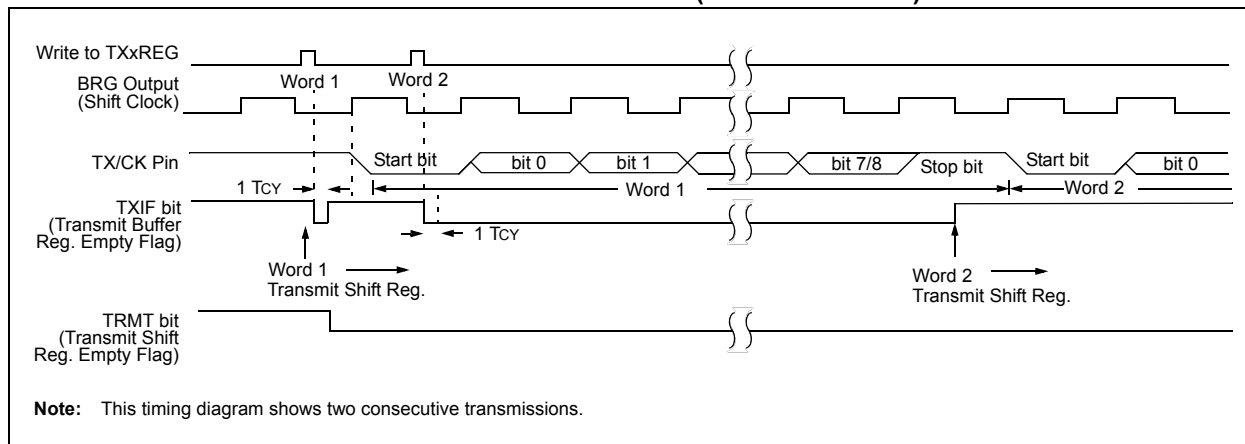 Write to TXxREG
Word 1
Word 2
BRG Output
(Shift Clock)
TX/CK Pin
Start bit
bit 0
bit 1
bit 7/8
Stop bit
Start bit
bit 0
1 TCY
Word 1
Word 2
TXIF bit
(Transmit Buffer
Reg. Empty Flag)
1 TCY
Word 1
Transmit Shift Reg.
Word 2
Transmit Shift Reg.
TRMT bit
(Transmit Shift
Reg. Empty Flag)
Note: This timing diagram shows two consecutive transmissions.